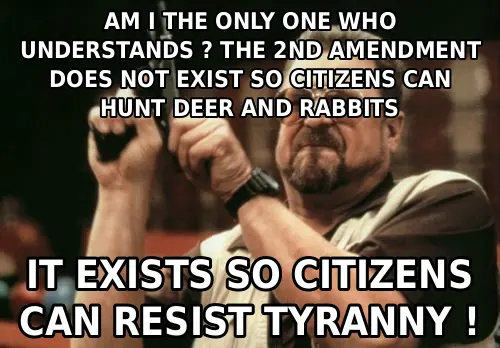 AM I THE ONLY ONE WHO
UNDERSTANDS ? THE 2ND AMENDMENT
DOES NOT EXIST SO CITIZENS CAN
HUNT DEER AND RABBITS
IT EXISTS SO CITIZENS
CAN RESIST TYRANNY !